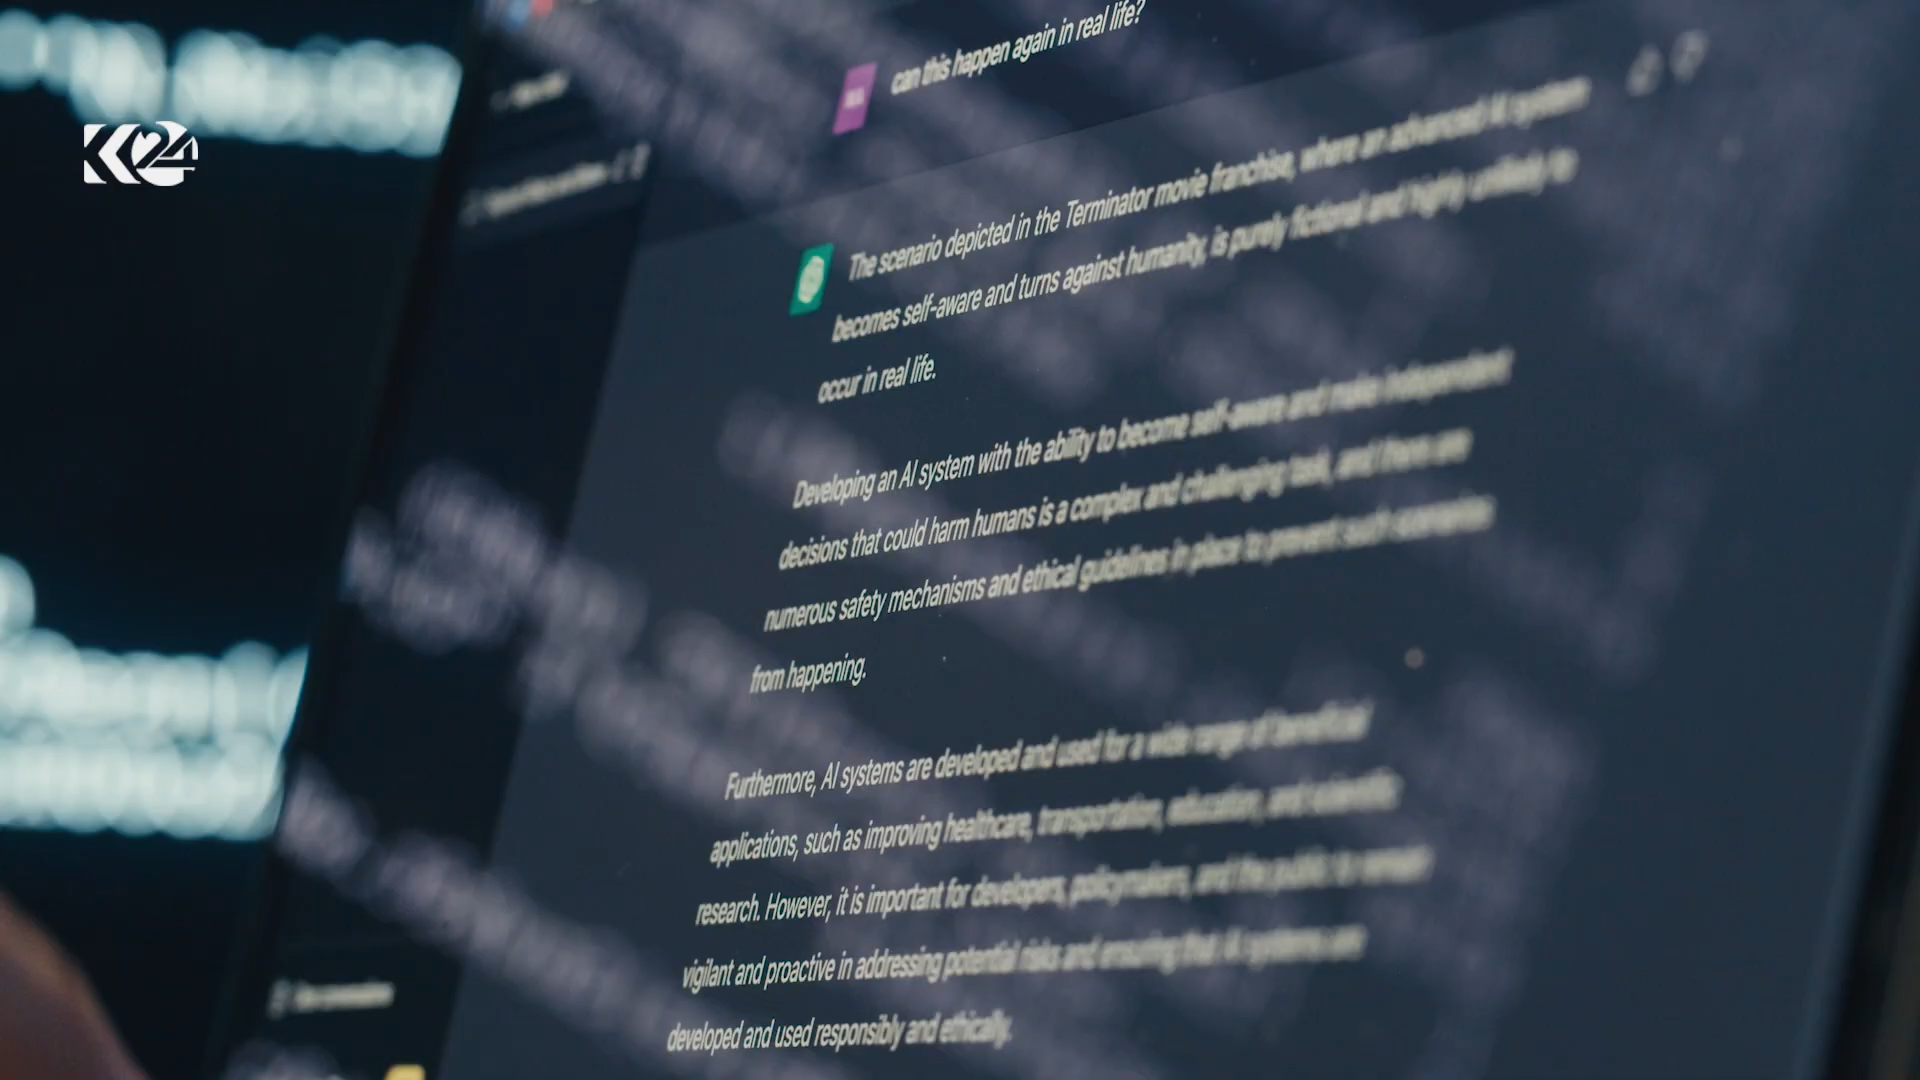 can this happen again in real life?
K24
The scenario depicted in the Terminator movie franchise, where an advanced AI system
becomes self-aware and turns against humanity, is purely fictional and highly unlikely to
occur in real life.
Developing an AI system with the ability to become self-aware and make independent
decisions that could harm humans is a complex and challenging task, and there are
numerous safety mechanisms and ethical guidelines in place to prevent such scenarios
from happening.
Furthermore, AI systems are developed and used for a wide range of beneficial
applications, such as improving healthcare, transportation, education, and scientific
research. However, it is important for developers, policymakers, and the public to remain
vigilant and proactive in addressing potential risks and ensuring that AI systems are
developed and used responsibly and ethically.